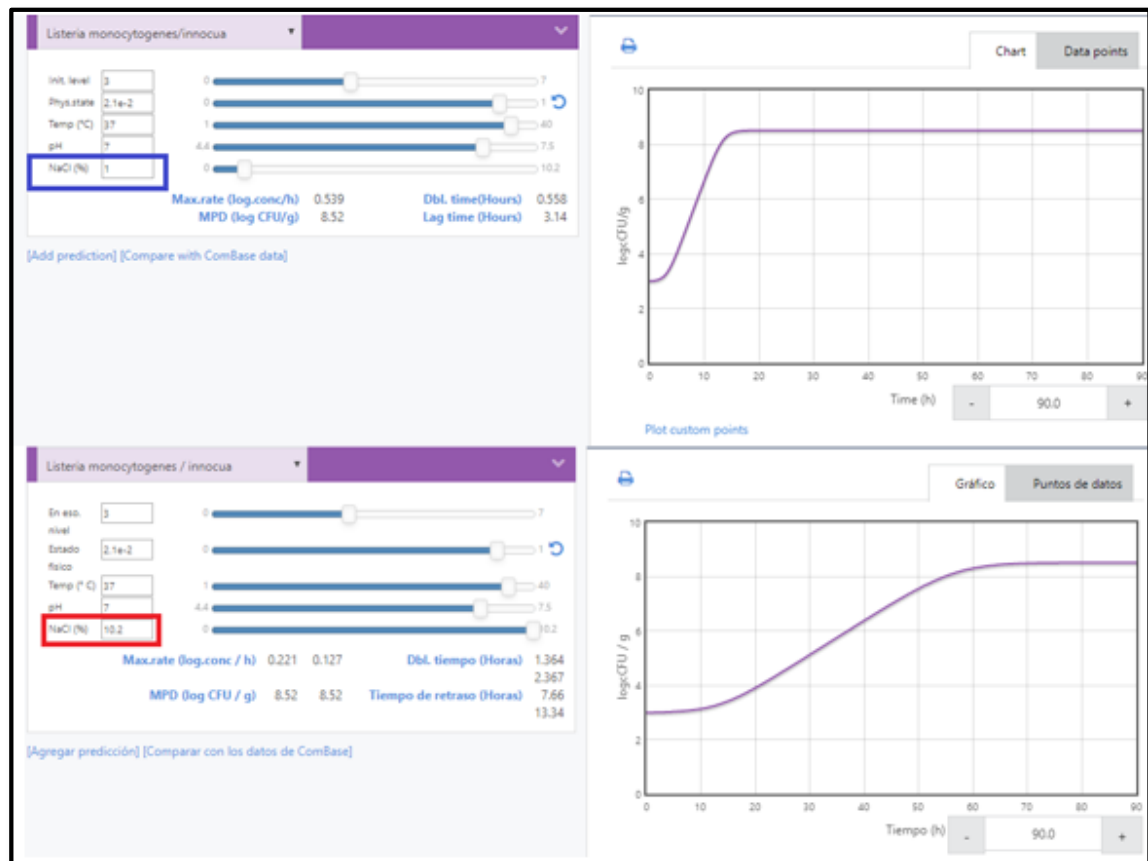 Listeria monocytogenes/innocua
Init. level 3 0 7
Phys.state 2.1e-2 0 1
Temp (°C) 37 1 40
pH 7 4.4 7.5
NaCl (%) 1 0 10.2
Max.rate (log.conc/h) 0.539 Dbl. time(Hours) 0.558
MPD (log CFU/g) 8.52 Lag time (Hours) 3.14
[Add prediction] [Compare with ComBase data]
Chart Data points
10
8
6
4
2
0
logcCFU/g
0 10 20 30 40 50 60 70 80 90
Time (h) - 90.0 +
Plot custom points
Listeria monocytogenes / innocua
En eso. 3 0 7
nivel
Estado 2.1e-2 0 1
físico
Temp (° C) 37 1 40
pH 7 4.4 7.5
NaCl (%) 10.2 0 10.2
Max.rate (log.conc / h) 0.221 0.127 Dbl. tiempo (Horas) 1.364
2.367
MPD (log CFU / g) 8.52 8.52 Tiempo de retraso (Horas) 7.66
13.34
[Agregar predicción] [Comparar con los datos de ComBase]
Gráfico Puntos de datos
10
8
6
4
2
0
logcCFU / g
0 10 20 30 40 50 60 70 80 90
Tiempo (h) - 90.0 +